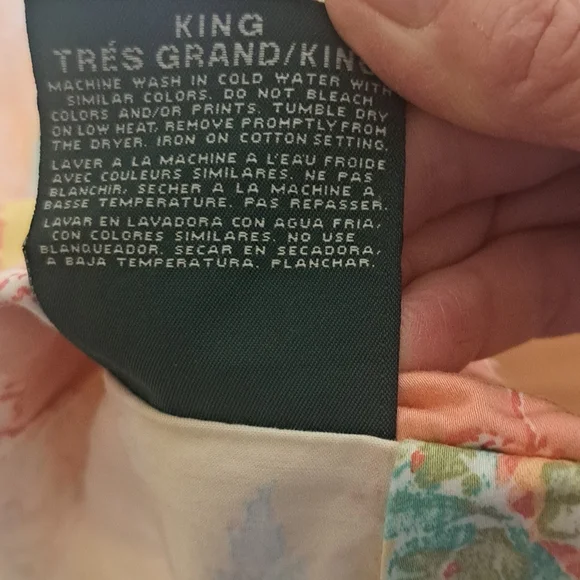 KING
TRÉS GRAND/KING
MACHINE WASH IN COLD WATER WITH
SIMILAR COLORS. DO NOT BLEACH
COLORS AND/OR PRINTS. TUMBLE DRY
ON LOW HEAT, REMOVE PROMPTLY FROM
THE DRYER. IRON ON COTTON SETTING.
LAVER A LA MACHINE A L'EAU FROIDE
AVEC COULEURS SIMILARES. NE PAS
BLANCHIR. SECHER A LA MACHINE A
BASSE TEMPERATURE. PAS REPASSER.
LAVAR EN LAVADORA CON AGUA FRIA,
CON COLORES SIMILARES. NO USE
BLANQUEADOR. SECAR EN SECADORA,
A BAJA TEMPERATURA. PLANCHAR.